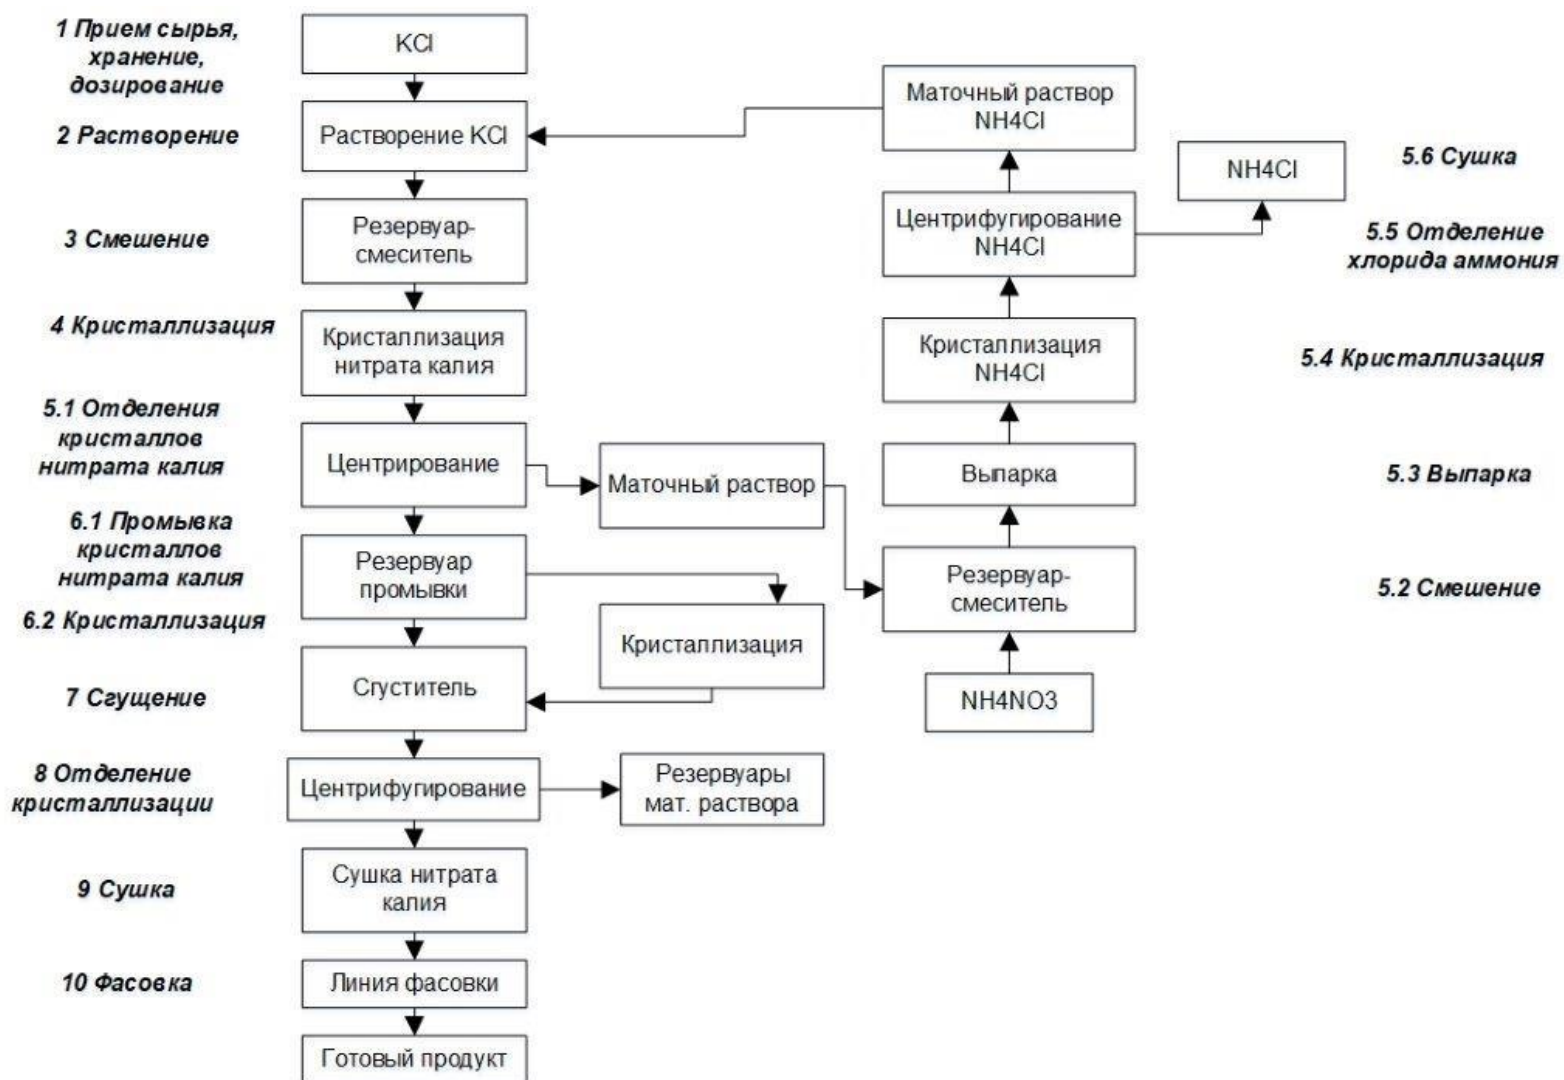 1 Прием сырья,
хранение,
дозирование
KCl
2 Растворение
Растворение KCl
3 Смешение
Резервуар-
смеситель
4 Кристаллизация
Кристаллизация
нитрата калия
5.1 Отделения
кристаллов
нитрата калия
Центрирование
Маточный раствор
6.1 Промывка
кристаллов
нитрата калия
Резервуар
промывки
6.2 Кристаллизация
Кристаллизация
7 Сгущение
Сгуститель
8 Отделение
кристаллизации
Центрифугирование
Резервуары
мат. раствора
9 Сушка
Сушка нитрата
калия
10 Фасовка
Линия фасовки
Готовый продукт
Маточный раствор
NH4Cl
NH4Cl
5.6 Сушка
Центрифугирование
NH4Cl
5.5 Отделение
хлорида аммония
Кристаллизация
NH4Cl
5.4 Кристаллизация
Выпарка
5.3 Выпарка
Резервуар-
смеситель
5.2 Смешение
NH4NO3